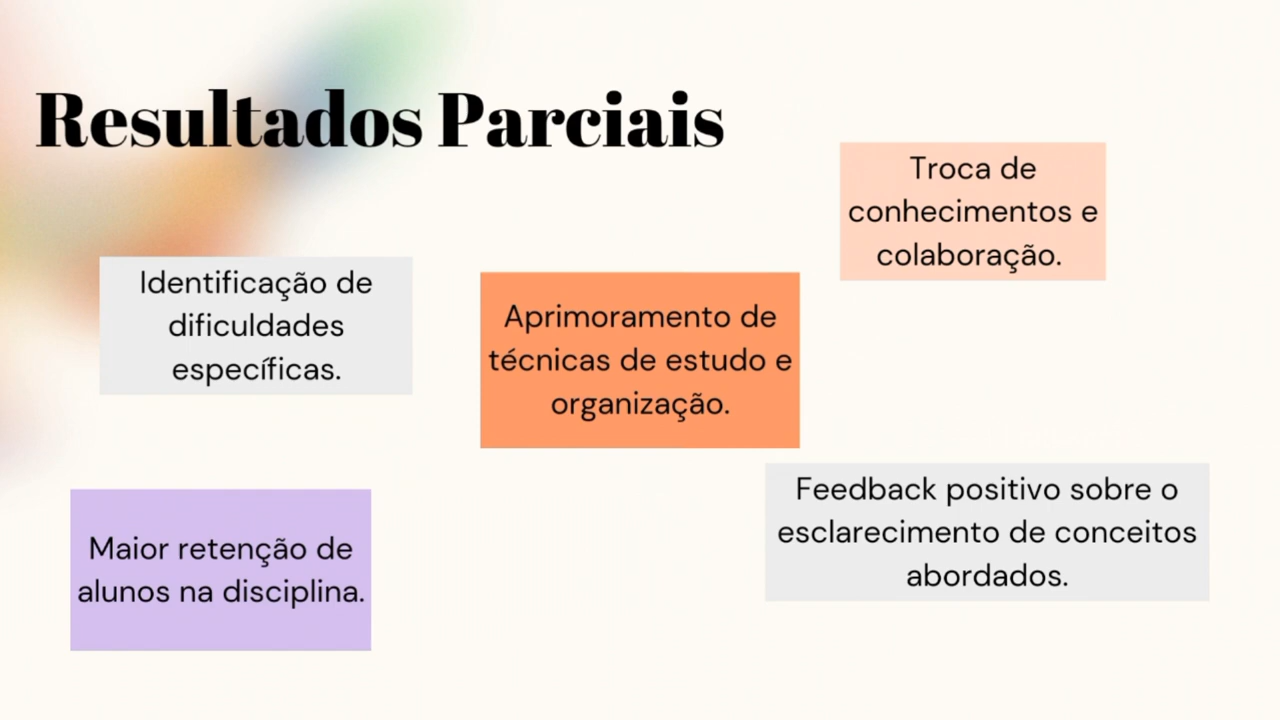 Resultados Parciais
Troca de
conhecimentos e
colaboração.
Identificação de
dificuldades
específicas.
Aprimoramento de
técnicas de estudo e
organização.
Feedback positivo sobre o
esclarecimento de conceitos
abordados.
Maior retenção de
alunos na disciplina.